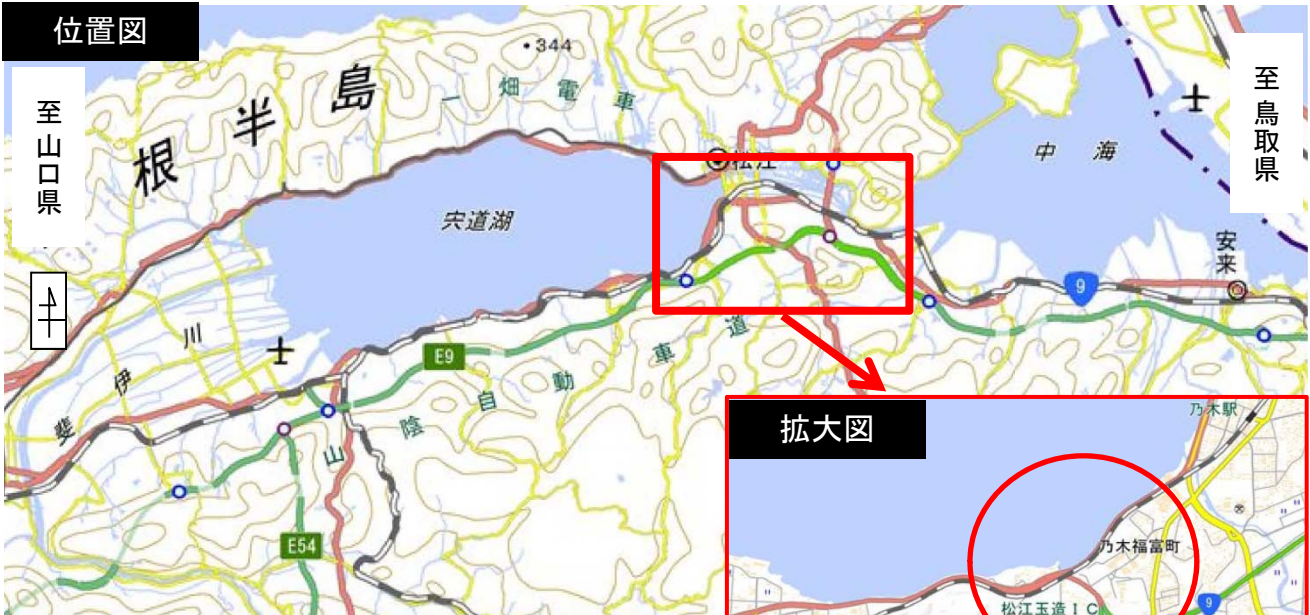 位置図
至山口県
至鳥取県
・344
一畑電車
根半島
松江
中海
宍道湖
安来
9
斐伊川
E9
山陰自動車道
E54
拡大図
乃木駅
乃木福富町
松江玉造IC
9